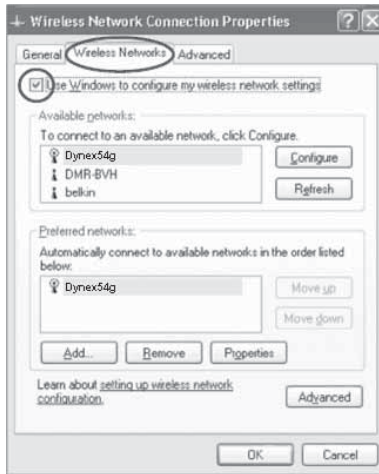 Wireless Network Connection Properties
General Wireless Networks Advanced
Use Windows to configure my wireless network settings
Available networks:
To connect to an available network, click Configure.
Dynex54g
DMR-BVH
belkin
Configure
Refresh
Preferred networks:
Automatically connect to available networks in the order listed
below:
Dynex54g
Move up
Move down
Add... Remove Properties
Learn about setting up wireless network
configuration.
Advanced
OK Cancel